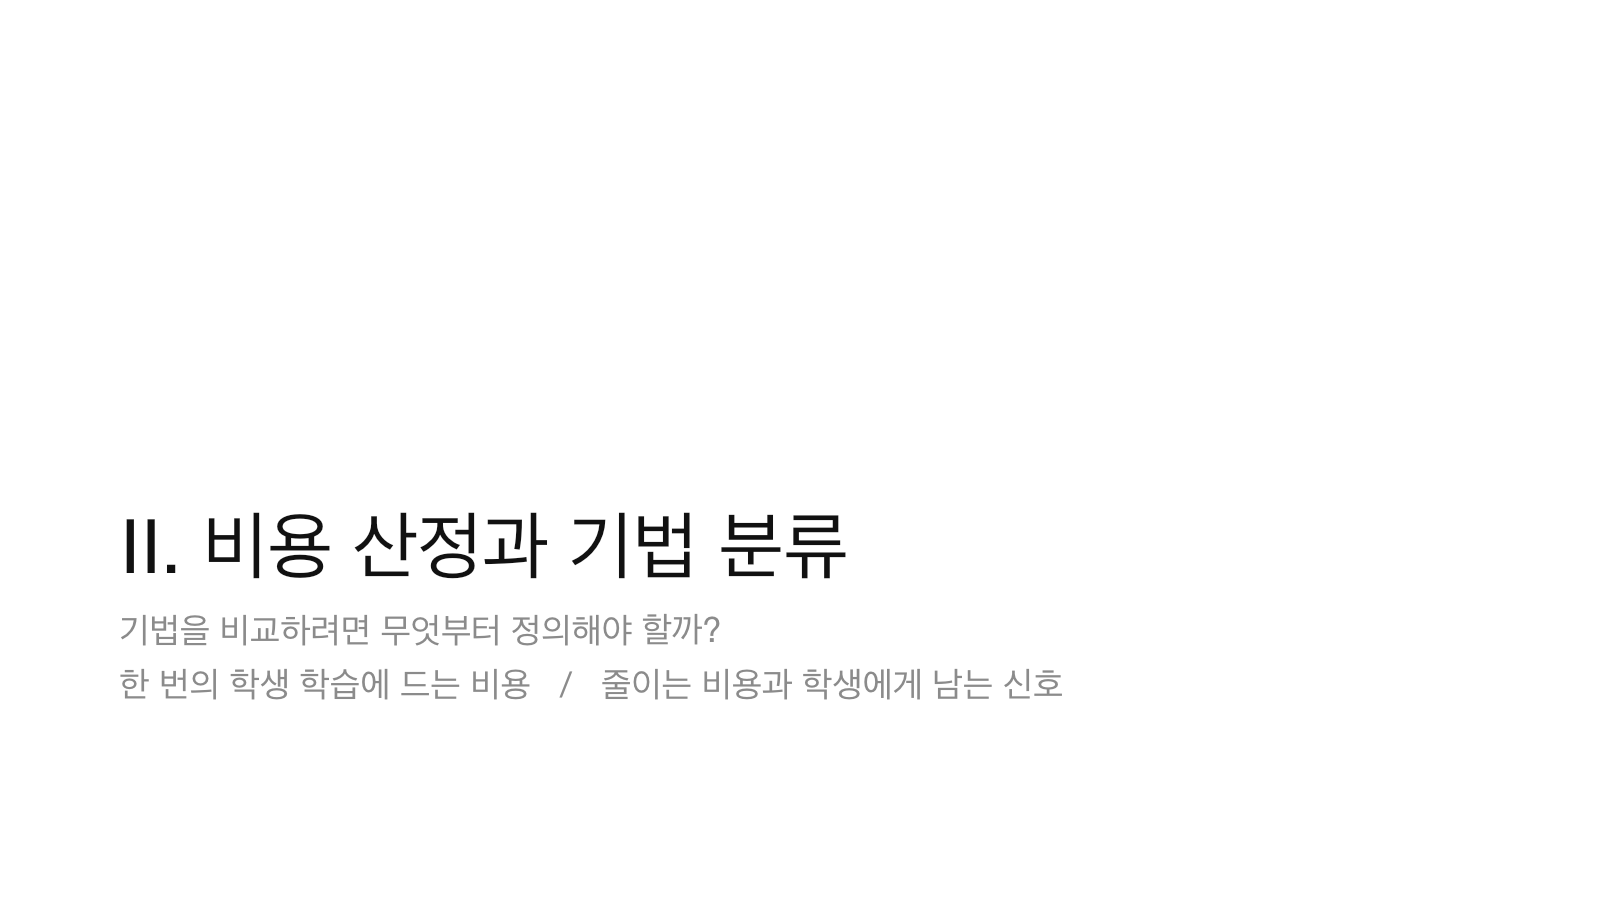 II. 비용 산정과 기법 분류
기법을 비교하려면 무엇부터 정의해야 할까?
한 번의 학생 학습에 드는 비용 / 줄이는 비용과 학생에게 남는 신호